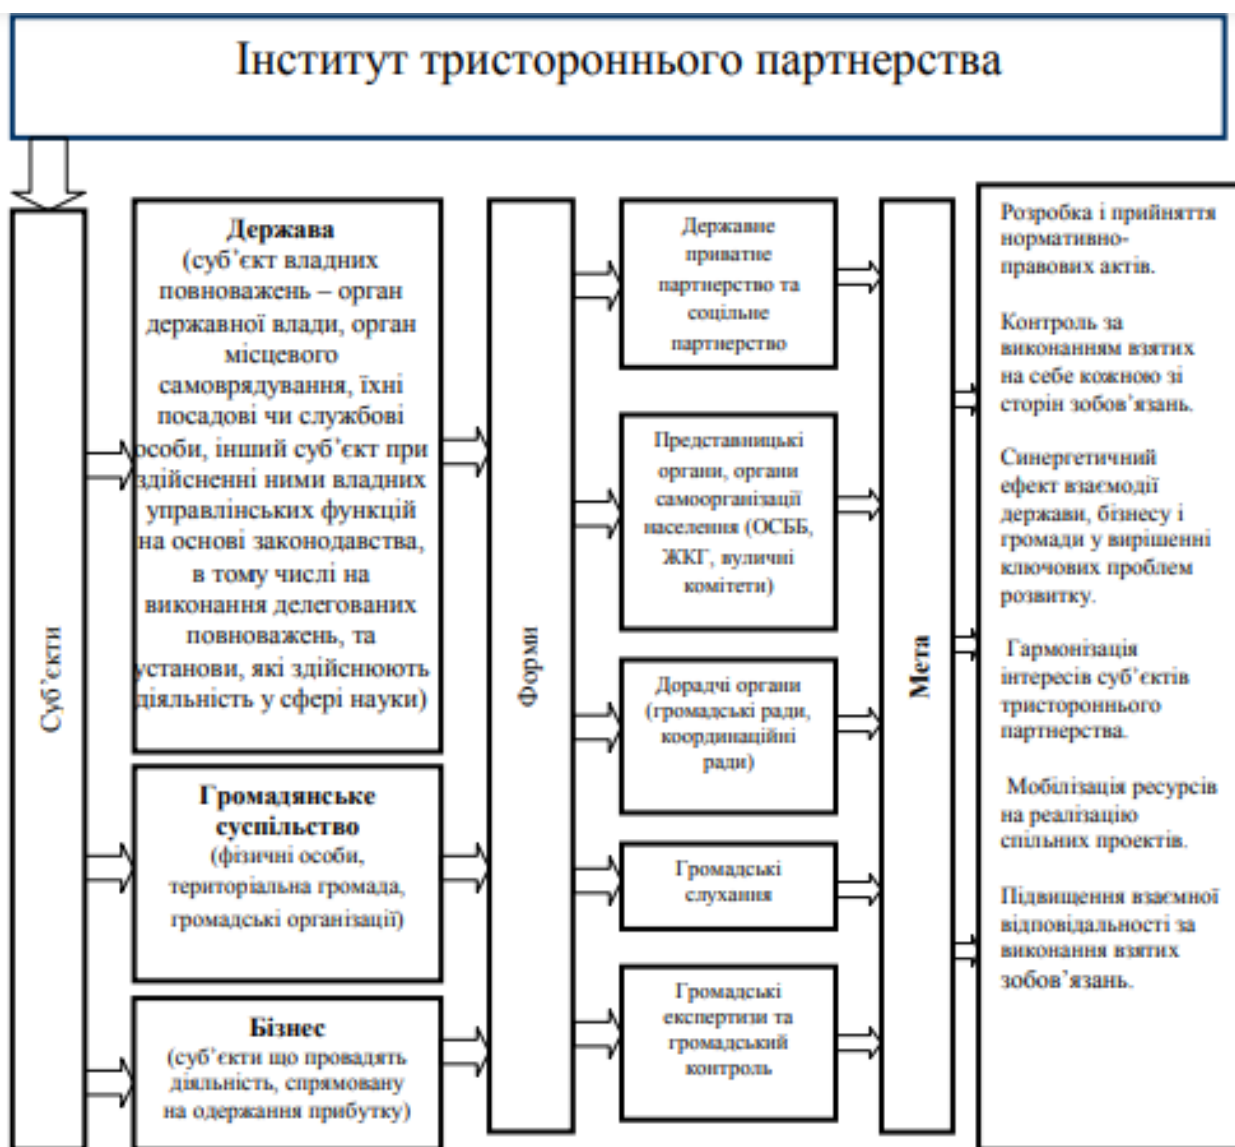 Інститут тристороннього партнерства
Суб’єкти
Держава
(суб’єкт владних
повноважень – орган
державної влади, орган
місцевого
самоврядування, їхні
посадові чи службові
особи, інший суб’єкт при
здійсненні ними владних
управлінських функцій
на основі законодавства,
в тому числі на
виконання делегованих
повноважень, та
установи, які здійснюють
діяльність у сфері науки)
Громадянське
суспільство
(фізичні особи,
територіальна громада,
громадські організації)
Бізнес
(суб’єкти що провадять
діяльність, спрямовану
на одержання прибутку)
Форми
Державне
приватне
партнерство та
соцільне
партнерство
Представницькі
органи, органи
самоорганізації
населення (ОСББ,
ЖКГ, вуличні
комітети)
Дорадчі органи
(громадські ради,
координаційні
ради)
Громадські
слухання
Громадські
експертизи та
громадський
контроль
Мета
Розробка і прийняття
нормативно-
правових актів.
Контроль за
виконанням взятих
на себе кожною зі
сторін зобов’язань.
Синергетичний
ефект взаємодії
держави, бізнесу і
громади у вирішенні
ключових проблем
розвитку.
Гармонізація
інтересів суб’єктів
тристороннього
партнерства.
Мобілізація ресурсів
на реалізацію
спільних проектів.
Підвищення взаємної
відповідальності за
виконання взятих
зобов’язань.